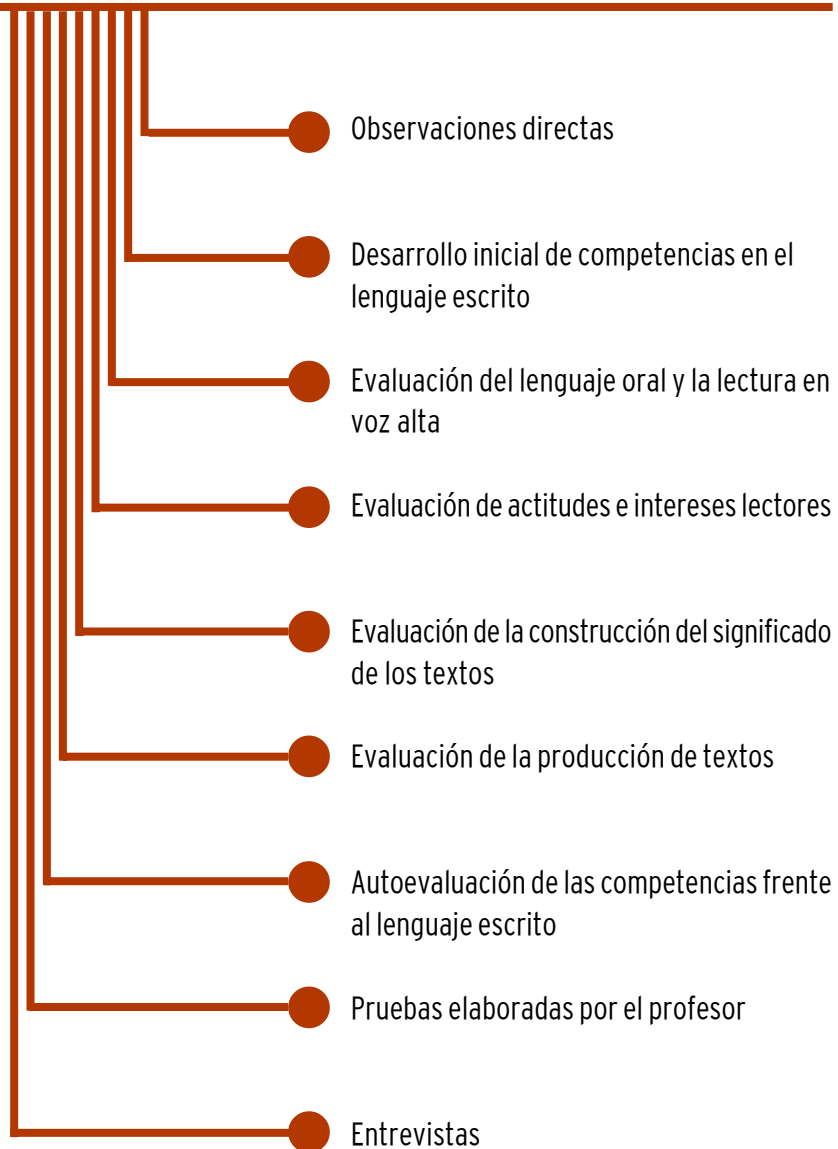 Observaciones directas
Desarrollo inicial de competencias en el
lenguaje escrito
Evaluación del lenguaje oral y la lectura en
voz alta
Evaluación de actitudes e intereses lectores
Evaluación de la construcción del significado
de los textos
Evaluación de la producción de textos
Autoevaluación de las competencias frente
al lenguaje escrito
Pruebas elaboradas por el profesor
Entrevistas